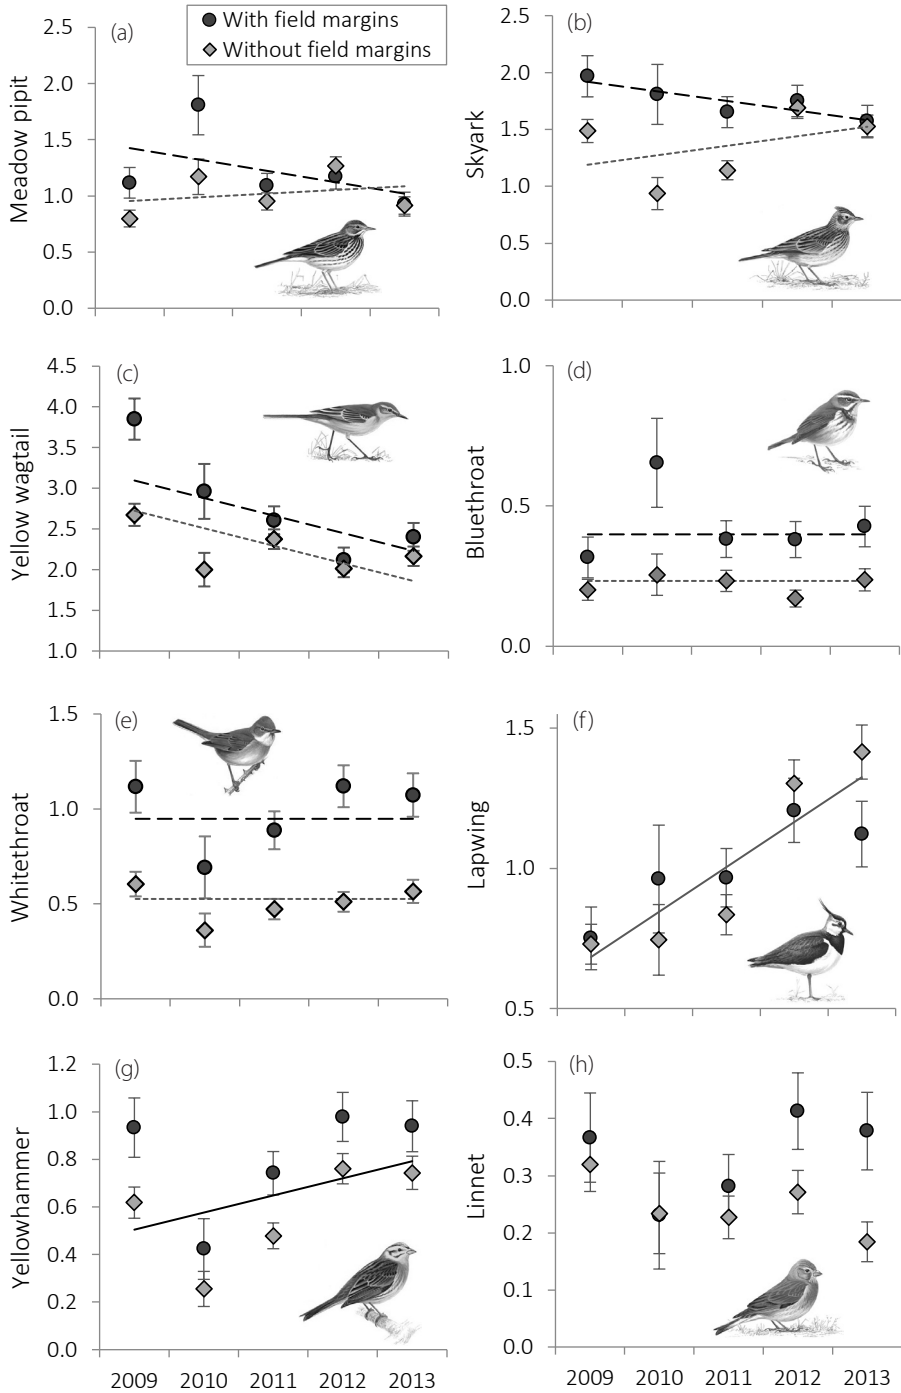 With field margins
Without field margins
(a)
Meadow pipit
2.5
2.0
1.5
1.0
0.5
0.0
(b)
Skyark
2.5
2.0
1.5
1.0
0.5
0.0
(c)
Yellow wagtail
4.5
4.0
3.5
3.0
2.5
2.0
1.5
1.0
(d)
Bluethroat
1.0
0.5
0.0
(e)
Whitethroat
1.5
1.0
0.5
0.0
(f)
Lapwing
1.5
1.0
0.5
(g)
Yellowhammer
1.2
1.0
0.8
0.6
0.4
0.2
0.0
2009 2010 2011 2012 2013
(h)
Linnet
0.5
0.4
0.3
0.2
0.1
0.0
2009 2010 2011 2012 2013